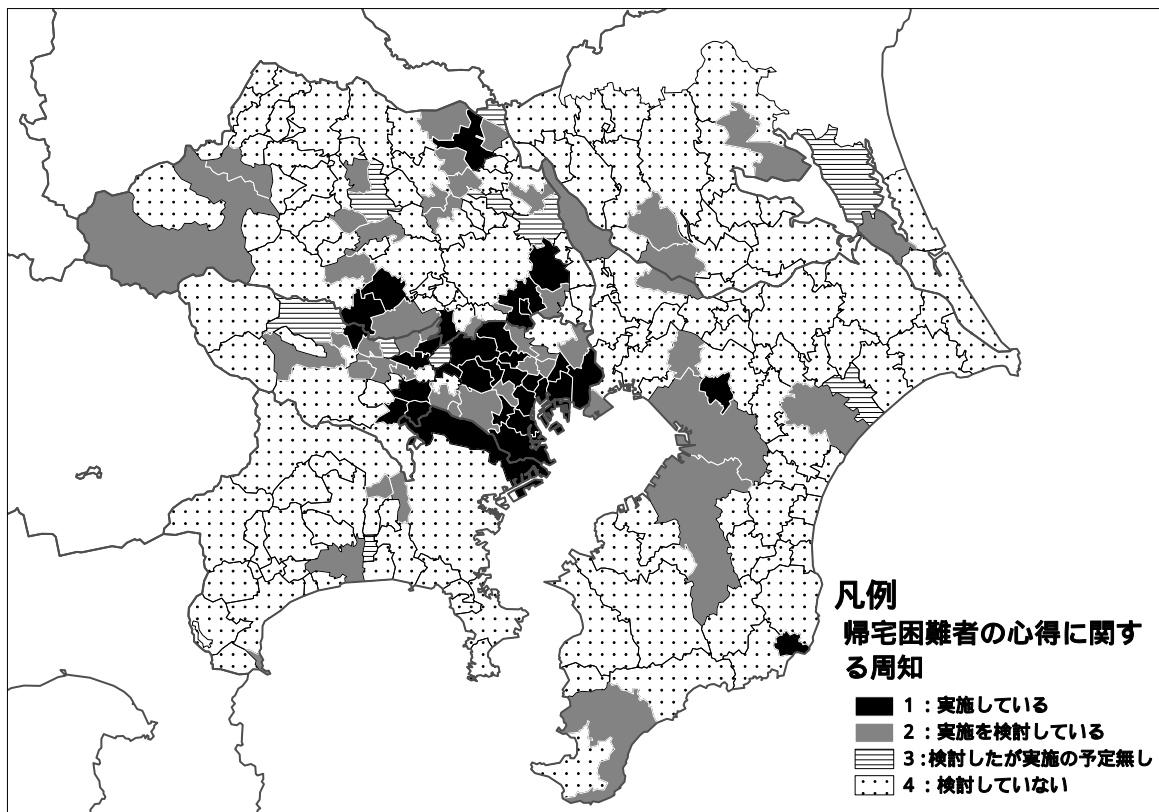 凡例
帰宅困難者の心得に関す
る周知
1：実施している
2：実施を検討している
3：検討したが実施の予定無し
4：検討していない